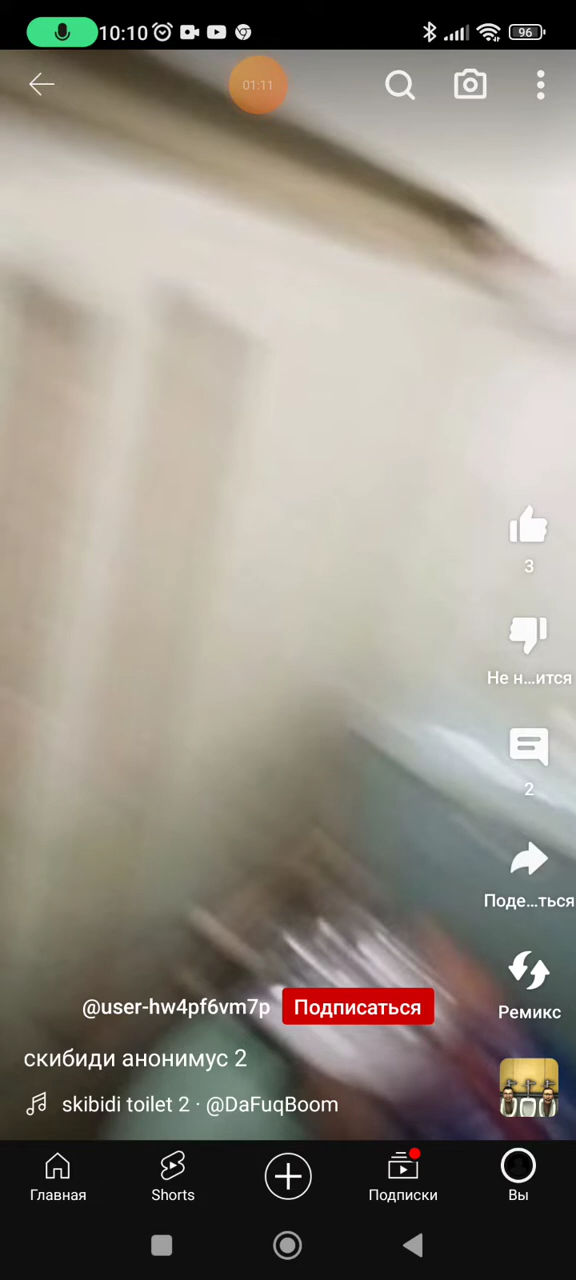 10:10
96
01:11
3
Не н...ится
2
Поде...ться
Ремикс
@user-hw4pf6vm7p Подписаться
скибиди анонимус 2
skibidi toilet 2 · @DaFuqBoom
Главная Shorts Подписки Вы